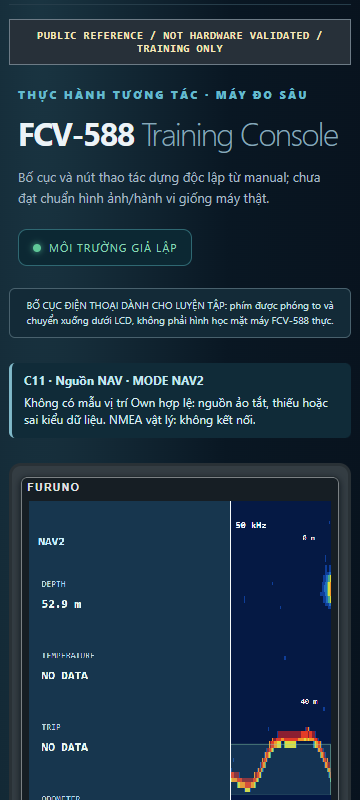 PUBLIC REFERENCE / NOT HARDWARE VALIDATED /
TRAINING ONLY
THỰC HÀNH TƯƠNG TÁC · MÁY ĐO SÂU
FCV-588 Training Console
Bố cục và nút thao tác dựng độc lập từ manual; chưa
đạt chuẩn hình ảnh/hành vi giống máy thật.
MÔI TRƯỜNG GIẢ LẬP
BỐ CỤC ĐIỆN THOẠI DÀNH CHO LUYỆN TẬP: phím được phóng to và
chuyển xuống dưới LCD, không phải hình học mặt máy FCV-588 thực.
C11 · Nguồn NAV · MODE NAV2
Không có mẫu vị trí Own hợp lệ: nguồn ảo tắt, thiếu hoặc
sai kiểu dữ liệu. NMEA vật lý: không kết nối.
FURUNO
50 kHz
0 m
NAV2
DEPTH
52.9 m
TEMPERATURE
NO DATA
40 m
TRIP
NO DATA
ODOMETER